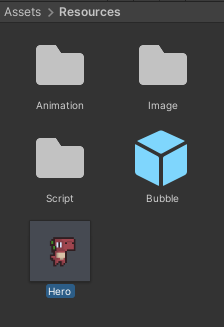 Assets > Resources
Animation
Image
Script
Bubble
Hero